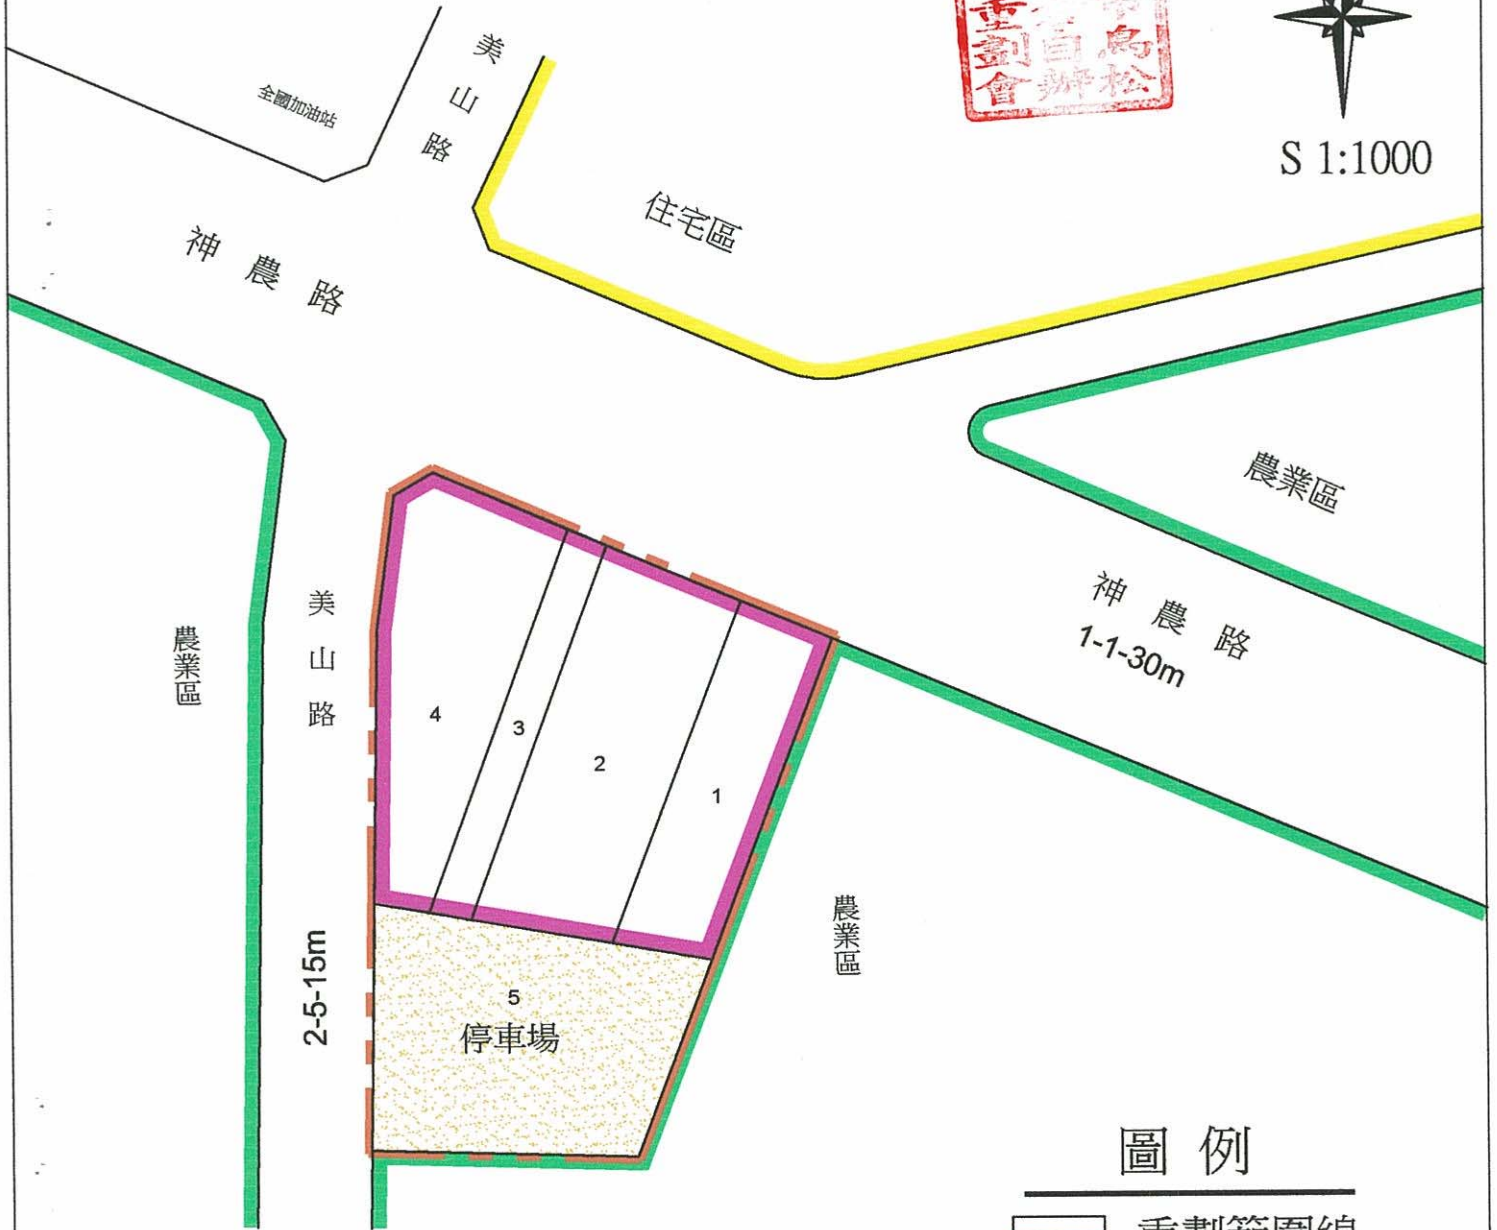 美山路
全國加油站
S 1:1000
住宅區
神農路
農業區
神農路
1-1-30m
美山路
農業區
4
3
2
1
農業區
2-5-15m
5
停車場
圖例